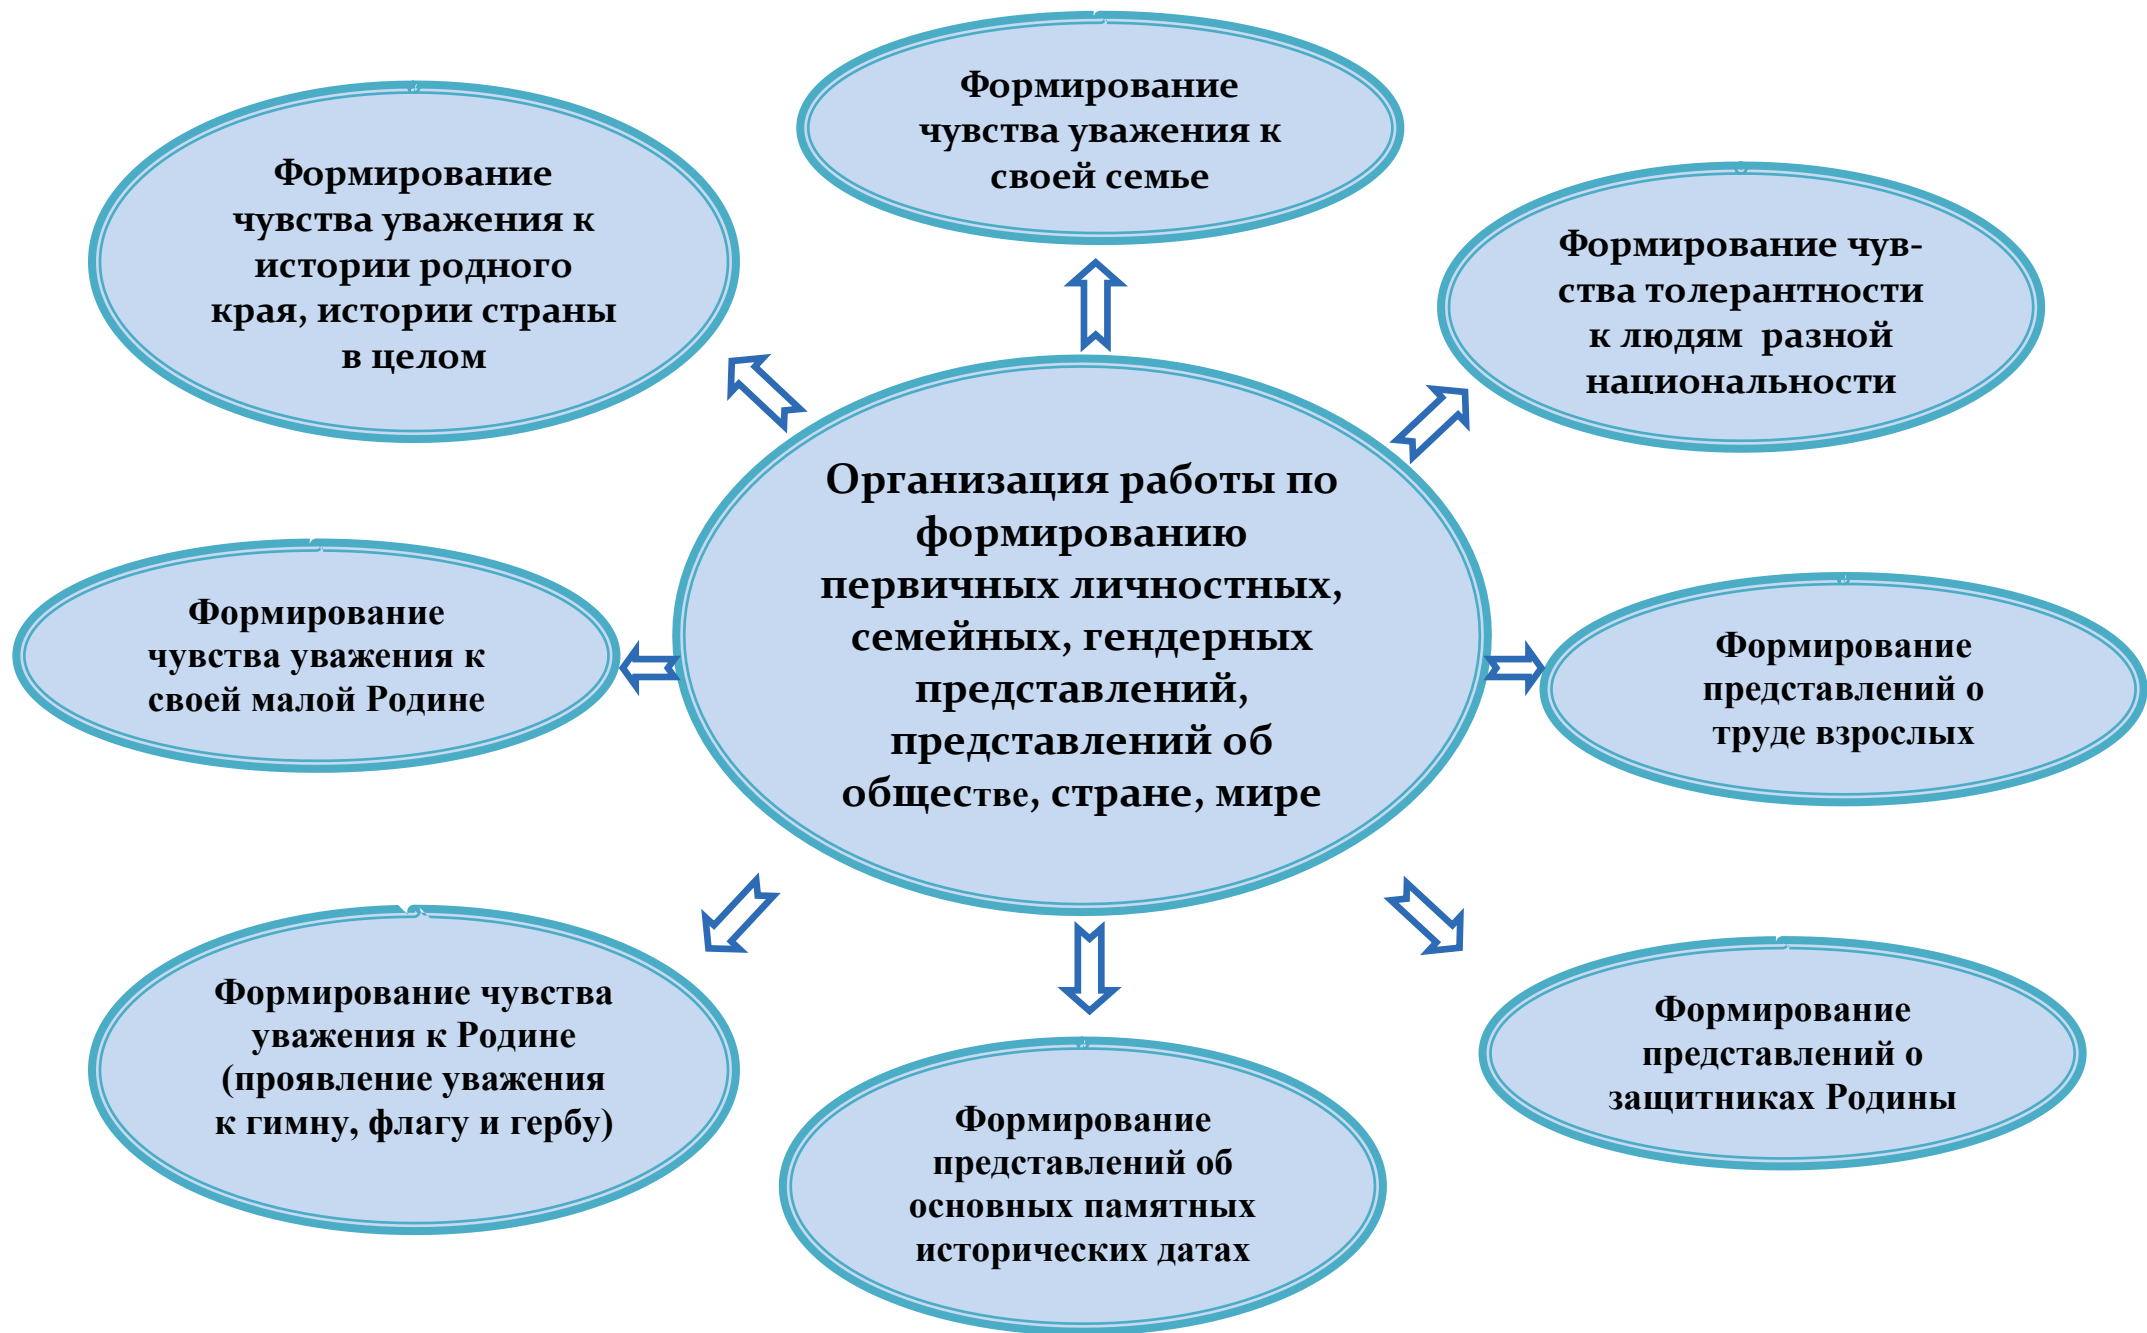 Формирование
чувства уважения к
своей семье
Формирование
чувства уважения к
истории родного
края, истории страны
в целом
Формирование чув-
ства толерантности
к людям разной
национальности
Организация работы по
формированию
первичных личностных,
семейных, гендерных
представлений,
представлений об
обществе, стране, мире
Формирование
чувства уважения к
своей малой Родине
Формирование
представлений о
труде взрослых
Формирование чувства
уважения к Родине
(проявление уважения
к гимну, флагу и гербу)
Формирование
представлений об
основных памятных
исторических датах
Формирование
представлений о
защитниках Родины